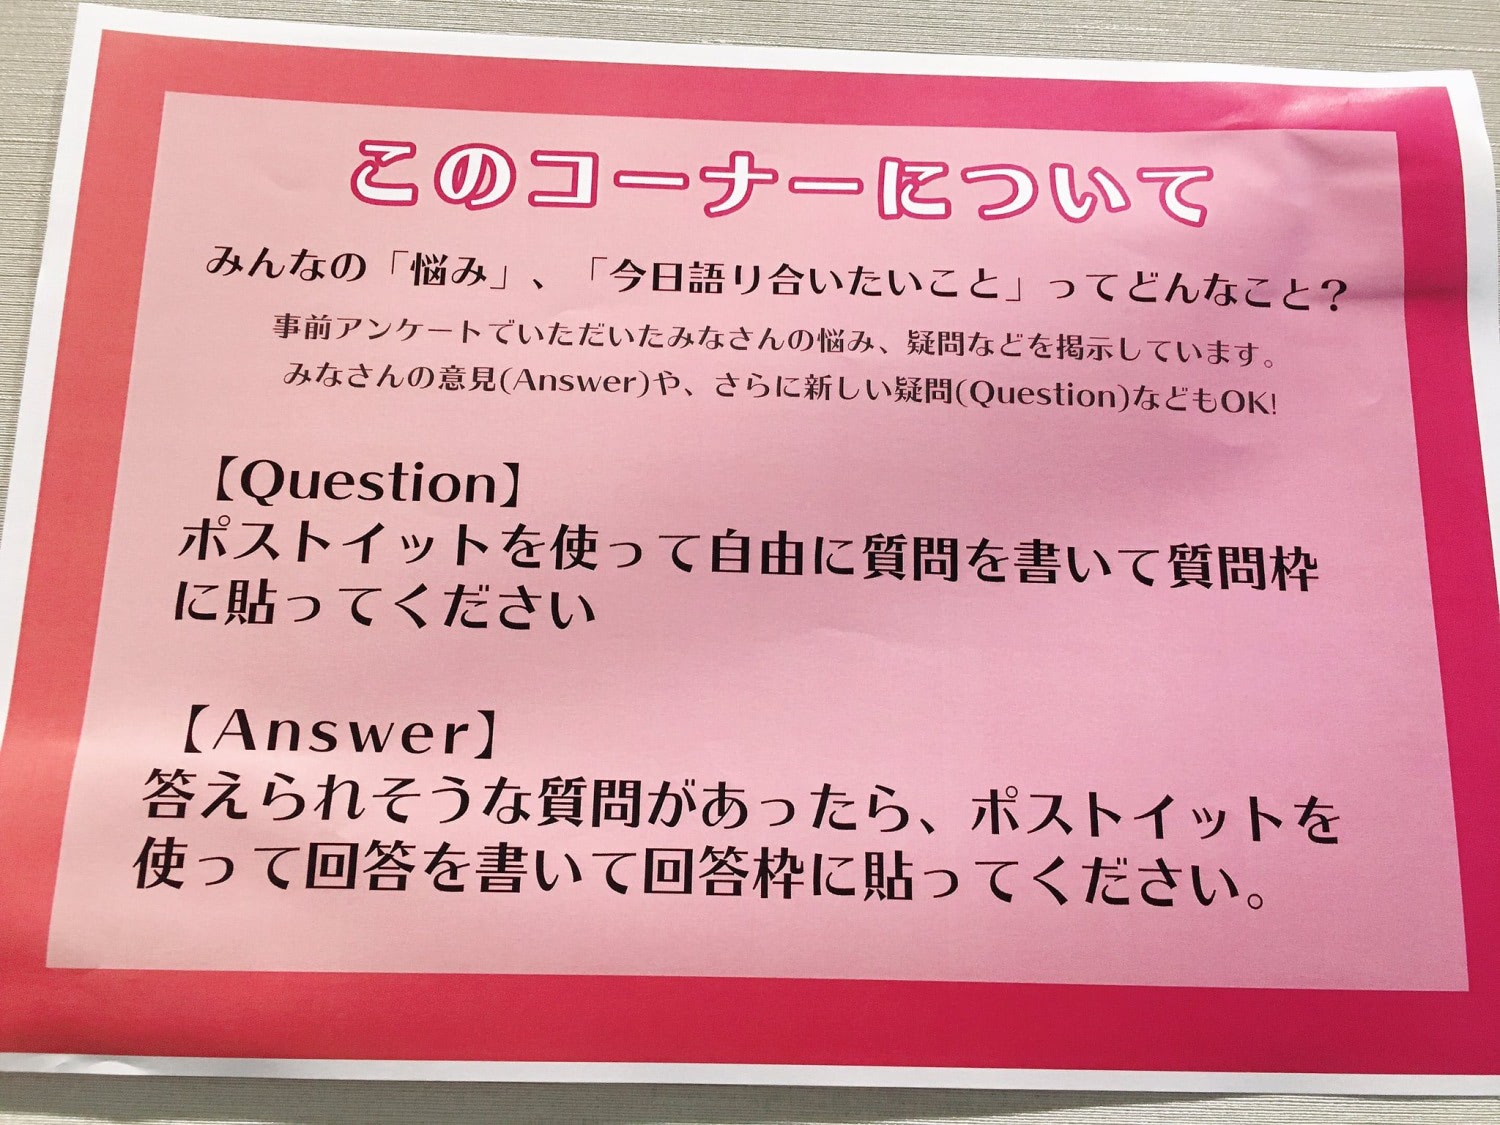 このコーナーについて
みんなの「悩み」、「今日語り合いたいこと」ってどんなこと？
事前アンケートでいただいたみなさんの悩み、疑問などを掲示しています。
みなさんの意見(Answer)や、さらに新しい疑問(Question)などもOK!
【Question】
ポストイットを使って自由に質問を書いて質問枠
に貼ってください
【Answer】
答えられそうな質問があったら、ポストイットを
使って回答を書いて回答枠に貼ってください。